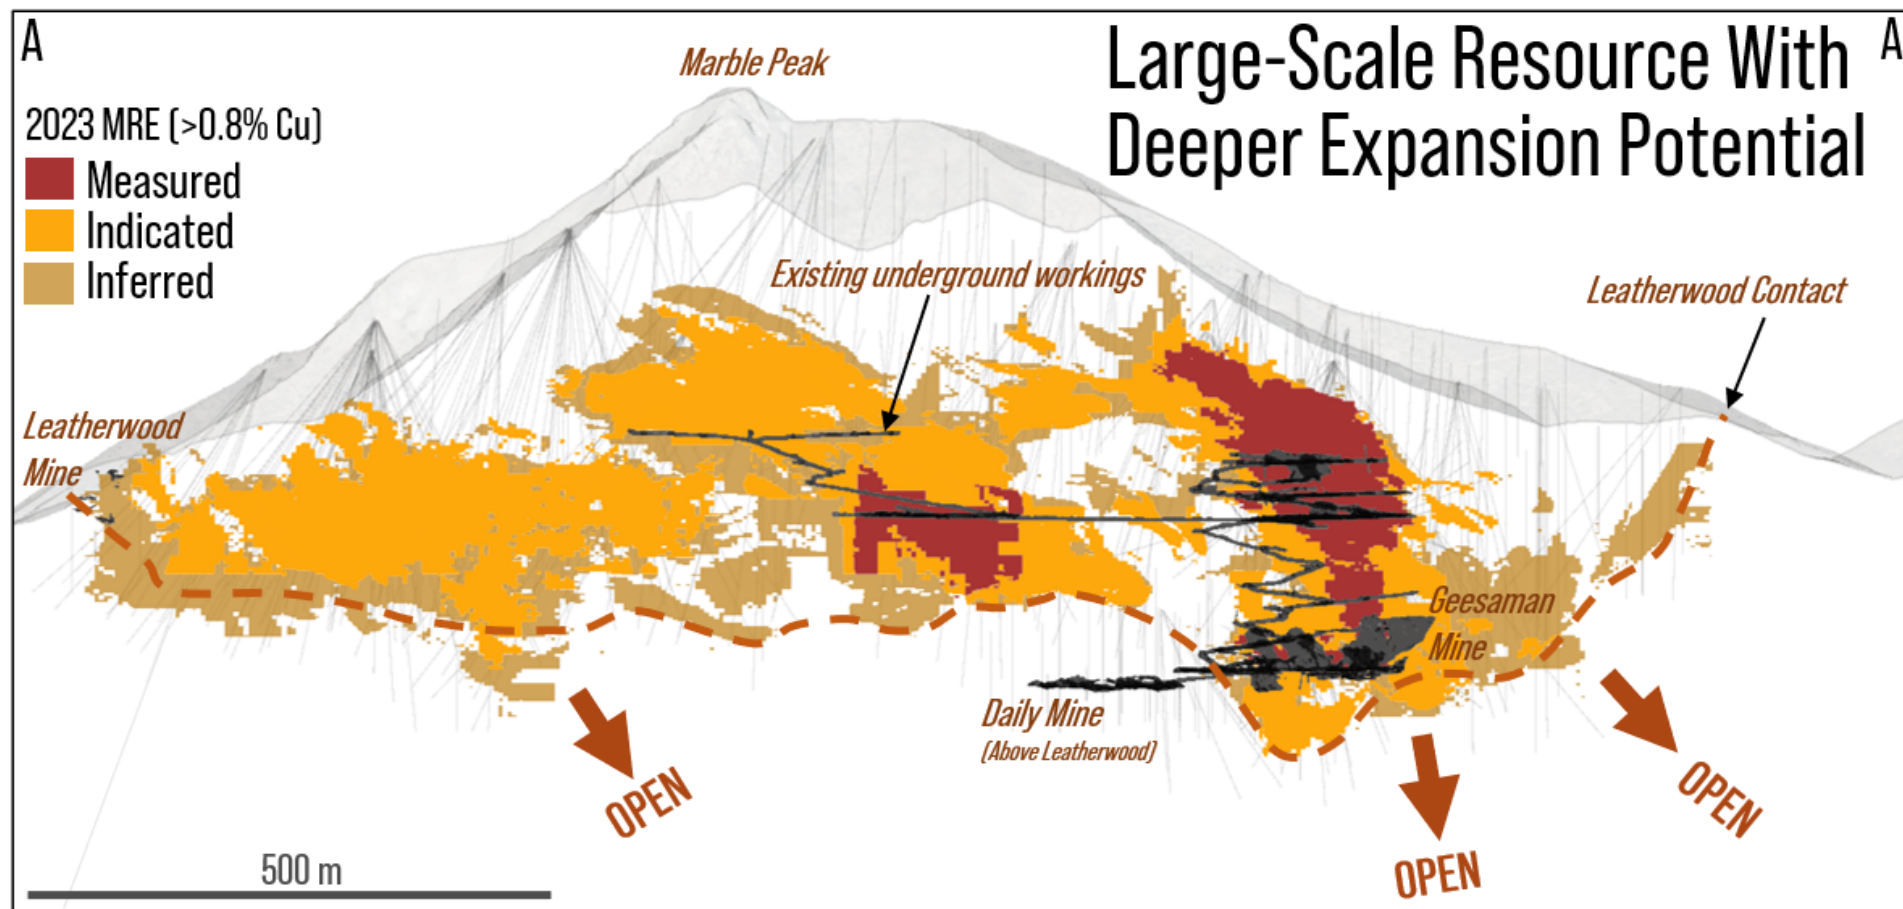 A
Large-Scale Resource With
Deeper Expansion Potential
A
Marble Peak
2023 MRE (>0.8% Cu)
Measured
Indicated
Inferred
Existing underground workings
Leatherwood Contact
Leatherwood
Mine
Geesaman
Mine
Daily Mine
(Above Leatherwood)
OPEN
OPEN
OPEN
500 m